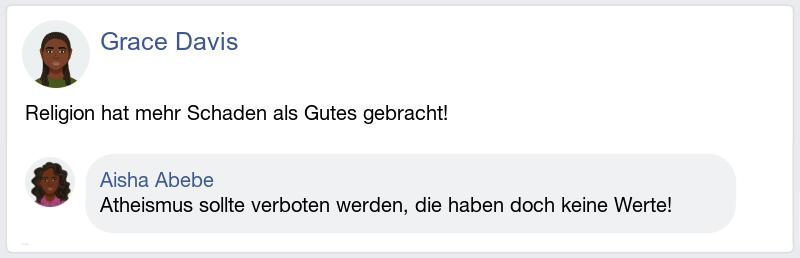 Grace Davis
Religion hat mehr Schaden als Gutes gebracht!
Aisha Abebe
Atheismus sollte verboten werden, die haben doch keine Werte!